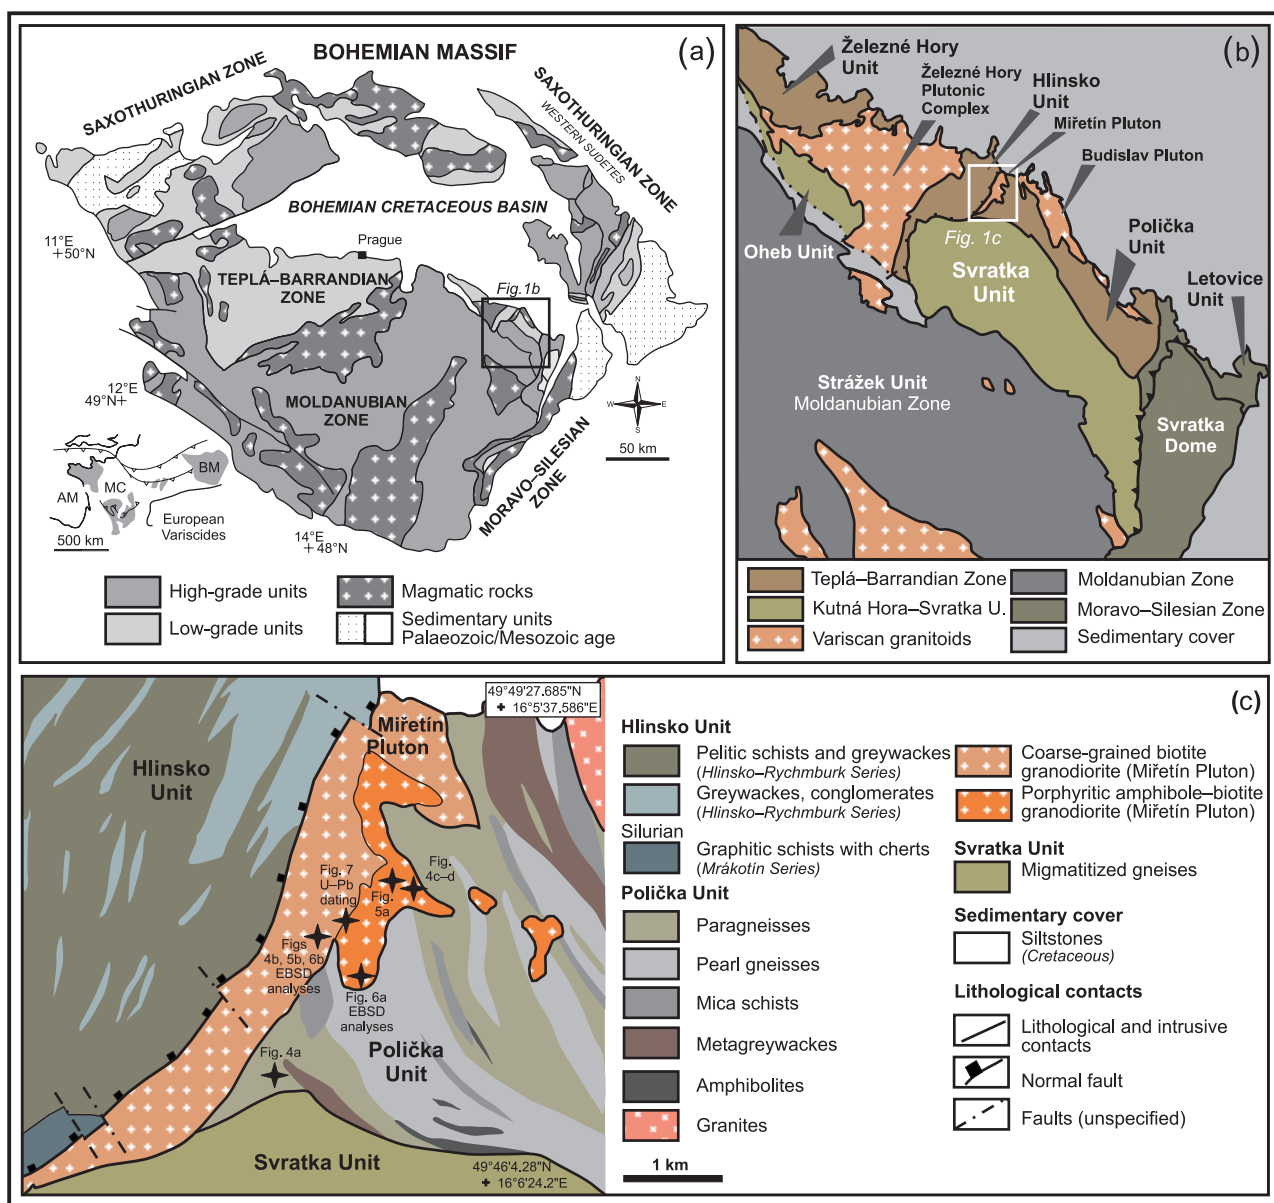 BOHEMIAN MASSIF
(a)
SAXOTHURINGIAN ZONE
SAXOTHURINGIAN ZONE
WESTERN SUDETES
BOHEMIAN CRETACEOUS BASIN
11°E
+50°N
Prague
TEPLÁ–BARRANDIAN
ZONE
Fig.1b
12°E
49°N+
MOLDANUBIAN
ZONE
N
W
E
S
50 km
MORAVO–SILESIAN
ZONE
BM
AM
MC
European
Variscides
500 km
14°E
+48°N
High-grade units
Low-grade units
Magmatic rocks
Sedimentary units
Palaeozoic/Mesozoic age
(b)
Železné Hory
Unit
Železné Hory
Plutonic
Complex
Hlinsko
Unit
Miřetín Pluton
Budislav Pluton
Oheb Unit
Fig. 1c
Polička
Unit
Svratka
Unit
Letovice
Unit
Strážek Unit
Moldanubian Zone
Svratka
Dome
Teplá–Barrandian Zone
Kutná Hora–Svratka U.
Variscan granitoids
Moldanubian Zone
Moravo–Silesian Zone
Sedimentary cover
(c)
49°49'27.685"N
16°5'37.586"E
Miřetín
Pluton
Hlinsko
Unit
Fig. 7
U–Pb
dating
Fig.
4c–d
Fig.
5a
Figs
4b, 5b, 6b
EBSD
analyses
Fig. 6a
EBSD
analyses
Fig. 4a
Polička
Unit
Svratka Unit
49°46'4.28"N
16°6'24.2"E
Hlinsko Unit
Pelitic schists and greywackes
(Hlinsko–Rychmburk Series)
Greywackes, conglomerates
(Hlinsko–Rychmburk Series)
Silurian
Graphitic schists with cherts
(Mrákotín Series)
Polička Unit
Paragneisses
Pearl gneisses
Mica schists
Metagreywackes
Amphibolites
Granites
1 km
Coarse-grained biotite
granodiorite (Miřetín Pluton)
Porphyritic amphibole–biotite
granodiorite (Miřetín Pluton)
Svratka Unit
Migmatitized gneises
Sedimentary cover
Siltstones
(Cretaceous)
Lithological contacts
Lithological and intrusive
contacts
Normal fault
Faults (unspecified)